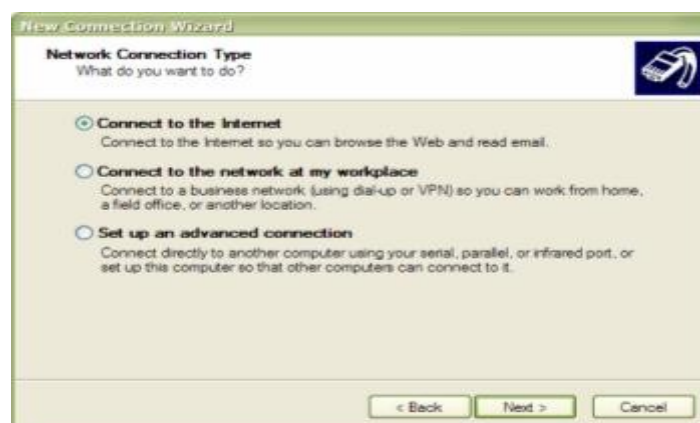 New Connection Wizard
Network Connection Type
What do you want to do?
Connect to the Internet
Connect to the Internet so you can browse the Web and read email.
Connect to the network at my workplace
Connect to a business network (using dial-up or VPN) so you can work from home,
a field office, or another location.
Set up an advanced connection
Connect directly to another computer using your serial, parallel, or infrared port, or
set up this computer so that other computers can connect to it.
< Back
Next >
Cancel